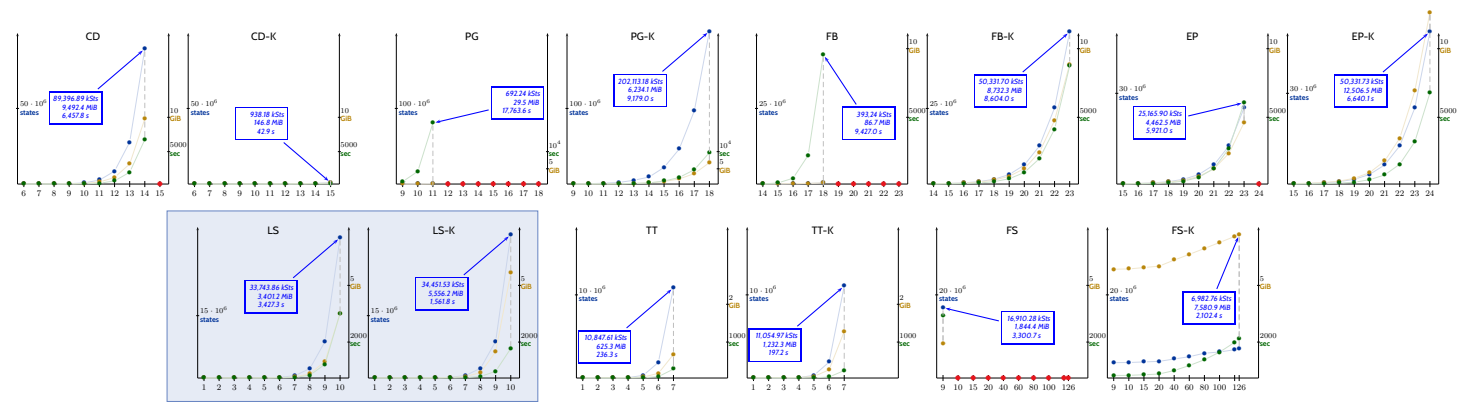 CD
89,396.89 kSts
9,492.4 MiB
6,457.8 s
50 · 10⁶
states
10
GiB
5000
sec
6 7 8 9 10 11 12 13 14 15
CD-K
938.18 kSts
146.8 MiB
42.9 s
50 · 10⁶
states
10
GiB
5000
sec
6 7 8 9 10 11 12 13 14 15
PG
692.24 kSts
29.5 MiB
17,763.6 s
100 · 10⁶
states
10⁴
sec
5
GiB
9 10 11 12 13 14 15 16 17 18
PG-K
202,113.18 kSts
6,234.1 MiB
9,179.0 s
100 · 10⁶
states
10⁴
sec
5
GiB
9 10 11 12 13 14 15 16 17 18
FB
393.24 kSts
86.7 MiB
9,427.0 s
25 · 10⁶
states
10
GiB
5000
sec
14 15 16 17 18 19 20 21 22 23
FB-K
50,331.70 kSts
8,732.3 MiB
8,604.0 s
25 · 10⁶
states
10
GiB
5000
sec
14 15 16 17 18 19 20 21 22 23
EP
25,165.90 kSts
4,462.5 MiB
5,921.0 s
30 · 10⁶
states
10
GiB
5000
sec
15 16 17 18 19 20 21 22 23 24
EP-K
50,331.73 kSts
12,506.5 MiB
6,640.1 s
30 · 10⁶
states
10
GiB
5000
sec
15 16 17 18 19 20 21 22 23 24
LS
33,743.86 kSts
3,401.2 MiB
3,427.3 s
15 · 10⁶
states
5
GiB
2000
sec
1 2 3 4 5 6 7 8 9 10
LS-K
34,451.53 kSts
5,556.2 MiB
1,561.8 s
15 · 10⁶
states
5
GiB
2000
sec
1 2 3 4 5 6 7 8 9 10
TT
10,847.61 kSts
625.3 MiB
236.3 s
10 · 10⁶
states
2
GiB
1000
sec
1 2 3 4 5 6 7
TT-K
11,054.97 kSts
1,232.3 MiB
197.2 s
10 · 10⁶
states
2
GiB
1000
sec
1 2 3 4 5 6 7
FS
16,910.28 kSts
1,844.4 MiB
3,300.7 s
20 · 10⁶
states
5
GiB
2000
sec
9 10 15 20 40 60 80 100 126
FS-K
6,982.76 kSts
7,580.9 MiB
2,102.4 s
20 · 10⁶
states
5
GiB
2000
sec
9 10 15 20 40 60 80 100 126